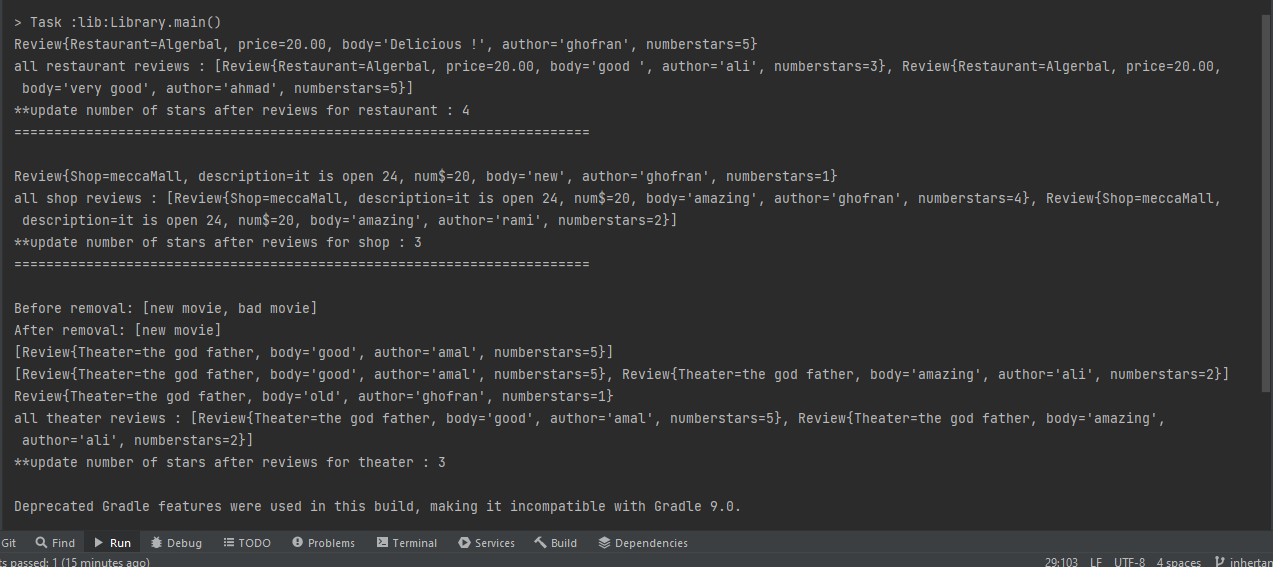 > Task :lib:Library.main()
Review{Restaurant=Algerbal, price=20.00, body='Delicious !', author='ghofran', numberstars=5}
all restaurant reviews : [Review{Restaurant=Algerbal, price=20.00, body='good ', author='ali', numberstars=3}, Review{Restaurant=Algerbal, price=20.00,
body='very good', author='ahmad', numberstars=5}]
**update number of stars after reviews for restaurant : 4
========================================================================
Review{Shop=meccaMall, description=it is open 24, num$=20, body='new', author='ghofran', numberstars=1}
all shop reviews : [Review{Shop=meccaMall, description=it is open 24, num$=20, body='amazing', author='ghofran', numberstars=4}, Review{Shop=meccaMall,
description=it is open 24, num$=20, body='amazing', author='rami', numberstars=2}]
**update number of stars after reviews for shop : 3
========================================================================
Before removal: [new movie, bad movie]
After removal: [new movie]
[Review{Theater=the god father, body='good', author='amal', numberstars=5}]
[Review{Theater=the god father, body='good', author='amal', numberstars=5}, Review{Theater=the god father, body='amazing', author='ali', numberstars=2}]
Review{Theater=the god father, body='old', author='ghofran', numberstars=1}
all theater reviews : [Review{Theater=the god father, body='good', author='amal', numberstars=5}, Review{Theater=the god father, body='amazing',
author='ali', numberstars=2}]
**update number of stars after reviews for theater : 3
Deprecated Gradle features were used in this build, making it incompatible with Gradle 9.0.
Git Find Run Debug TODO Problems Terminal Services Build Dependencies
ts passed: 1 (15 minutes ago) 29:103 LF UTF-8 4 spaces inhertan